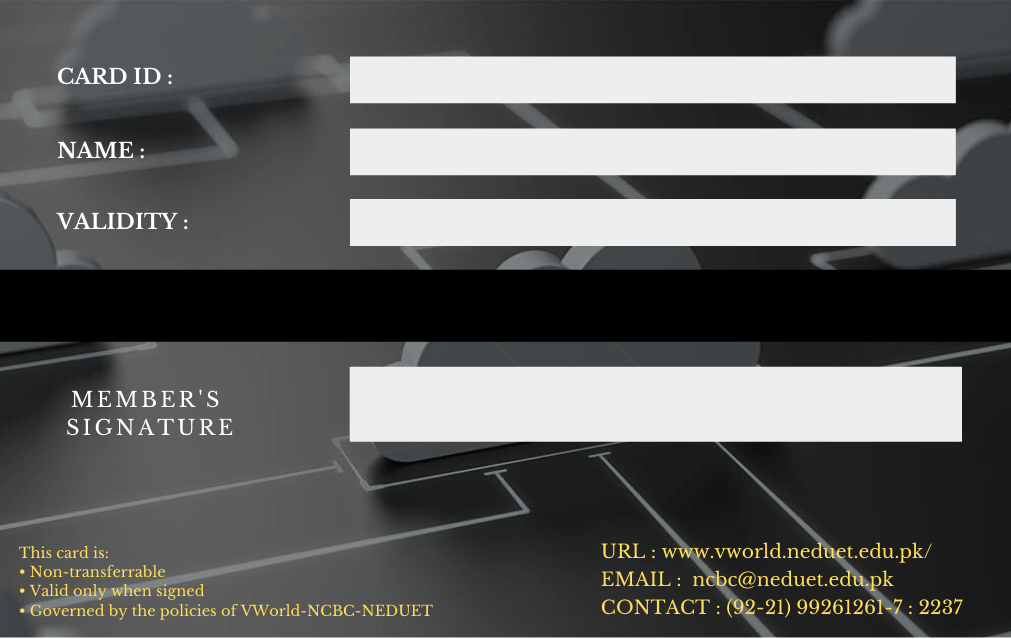 CARD ID :
NAME :
VALIDITY :
MEMBER'S
SIGNATURE
This card is:
• Non-transferrable
• Valid only when signed
• Governed by the policies of VWorld-NCBC-NEDUET
URL : www.vworld.neduet.edu.pk/
EMAIL : ncbc@neduet.edu.pk
CONTACT : (92-21) 99261261-7 : 2237